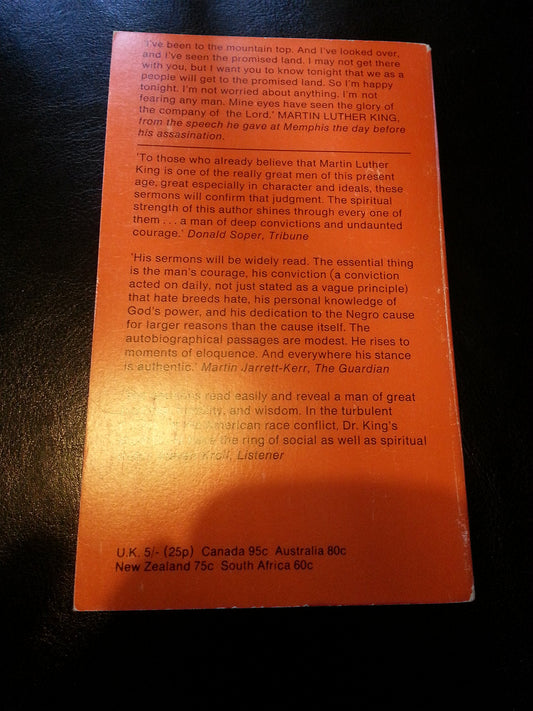 'I've been to the mountain top. And I've looked over,
and I've seen the promised land. I may not get there
with you, but I want you to know tonight that we as a
people will get to the promised land. So I'm happy
tonight. I'm not worried about anything. I'm not
fearing any man. Mine eyes have seen the glory of
the company of the Lord.' MARTIN LUTHER KING,
from the speech he gave at Memphis the day before
his assasination.
'To those who already believe that Martin Luther
King is one of the really great men of this present
age, great especially in character and ideals, these
sermons will confirm that judgment. The spiritual
strength of this author shines through every one of
them . . . a man of deep convictions and undaunted
courage.' Donald Soper, Tribune
'His sermons will be widely read. The essential thing
is the man's courage, his conviction (a conviction
acted on daily, not just stated as a vague principle)
that hate breeds hate, his personal knowledge of
God's power, and his dedication to the Negro cause
for larger reasons than the cause itself. The
autobiographical passages are modest. He rises to
moments of eloquence. And everywhere his stance
is authentic.' Martin Jarrett-Kerr, The Guardian
read easily and reveal a man of great
and wisdom. In the turbulent
American race conflict, Dr. King's
the ring of social as well as spiritual
Kroll, Listener
U.K. 5/- (25p) Canada 95c Australia 80c
New Zealand 75c South Africa 60c